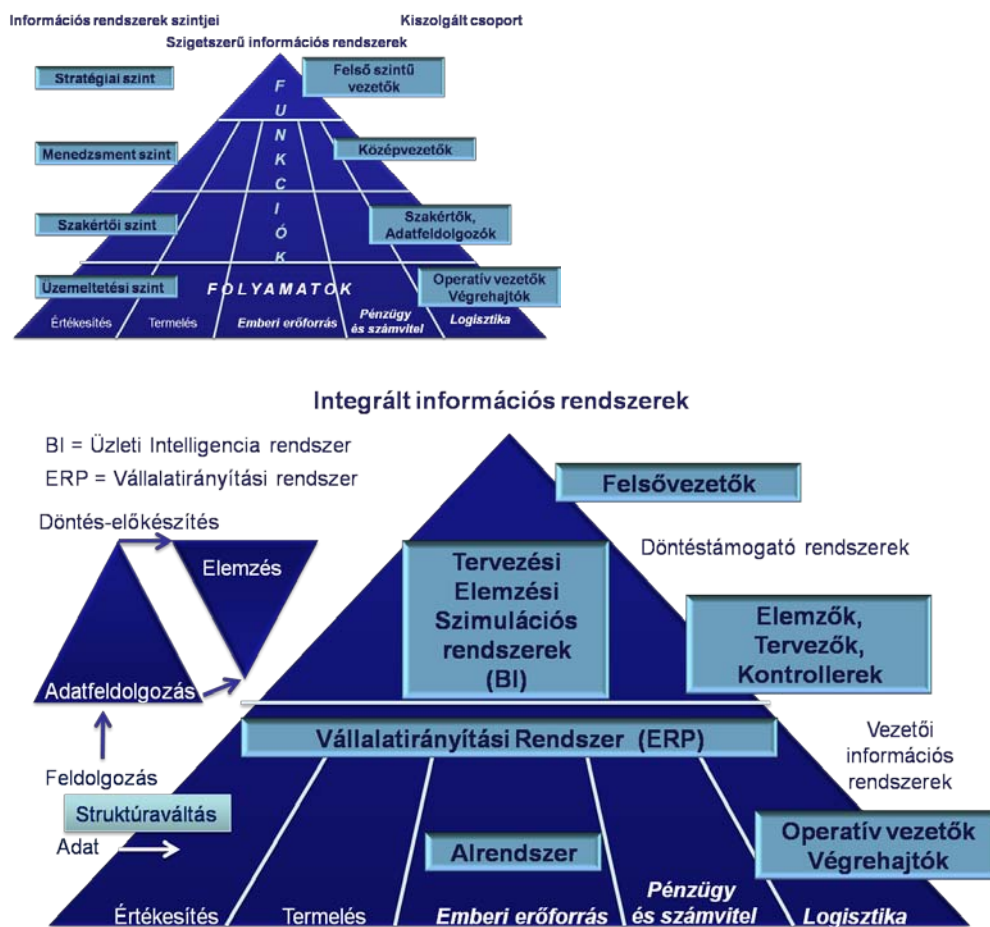 Információs rendszerek szintjei
Kiszolgált csoport
Szigetszerű információs rendszerek
Stratégiai szint
Felső szintű
vezetők
F
U
N
K
C
I
Ó
K
Menedzsment szint
Középvezetők
Szakértői szint
Szakértők,
Adatfeldolgozók
Üzemeltetési szint
FOLYAMATOK
Operatív vezetők
Végrehajtók
Értékesítés
Termelés
Emberi erőforrás
Pénzügy
és számvitel
Logisztika
Integrált információs rendszerek
BI = Üzleti Intelligencia rendszer
ERP = Vállalatirányítási rendszer
Felsővezetők
Döntés-előkészítés
Döntéstámogató rendszerek
Elemzés
Tervezési
Elemzési
Szimulációs
rendszerek
(BI)
Elemzők,
Tervezők,
Kontrollerek
Adatfeldolgozás
Vállalatirányítási Rendszer (ERP)
Vezetői
információs
rendszerek
Feldolgozás
Struktúraváltás
Adat
Alrendszer
Operatív vezetők
Végrehajtók
Értékesítés
Termelés
Emberi erőforrás
Pénzügy
és számvitel
Logisztika